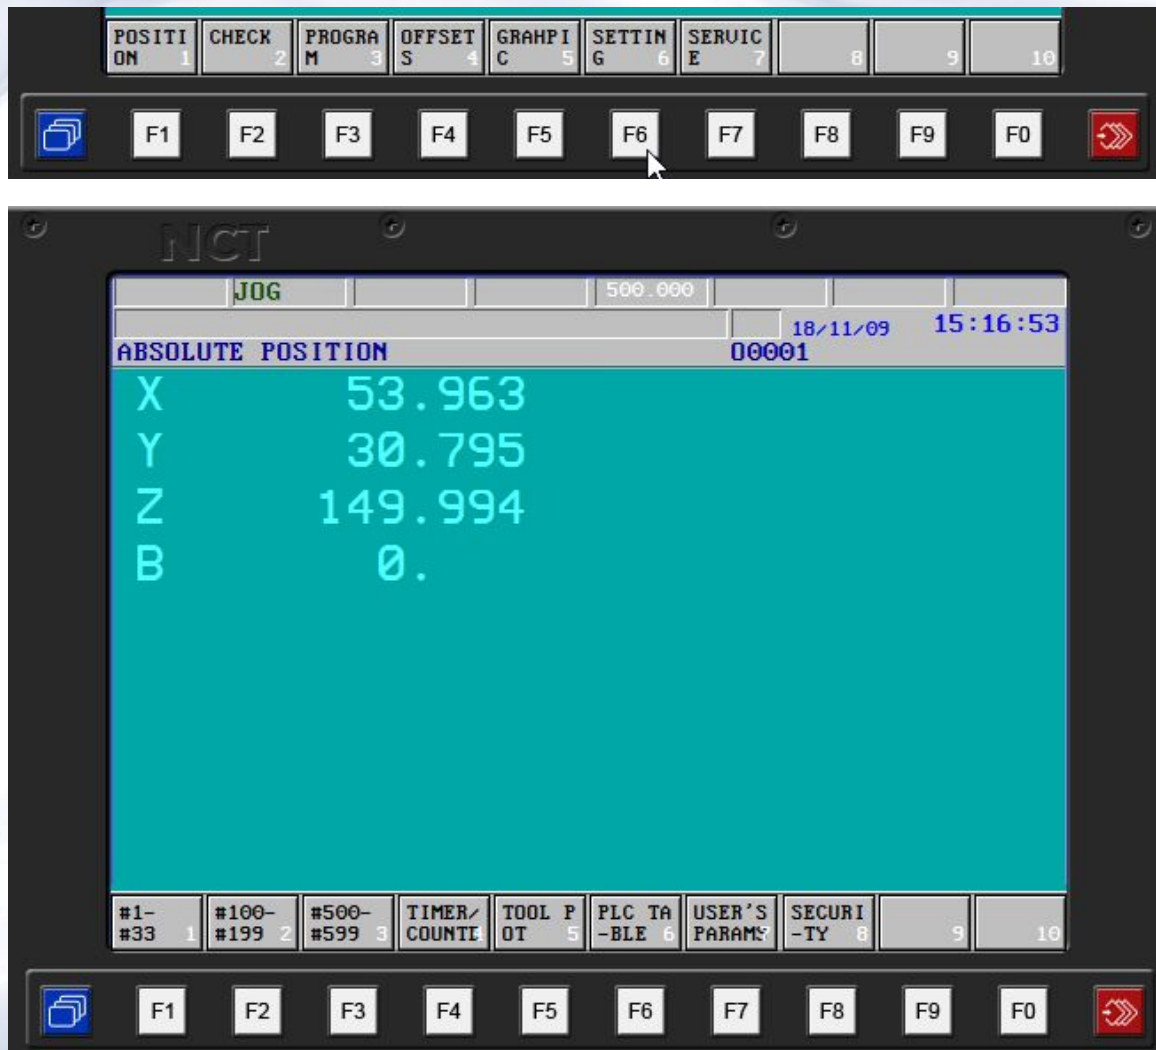 POSITI CHECK PROGRA OFFSET GRAHPI SETTIN SERVIC
ON 1 2 M 3 S 4 C 5 G 6 E 7 8 9 10
F1 F2 F3 F4 F5 F6 F7 F8 F9 F0
NCT
JOG 500.000
18/11/09 15:16:53
ABSOLUTE POSITION O0001
X 53.963
Y 30.795
Z 149.994
B 0.
#1- #100- #500- TIMER/ TOOL P PLC TA USER'S SECURI
#33 1 #199 2 #599 3 COUNTE 4 OT 5 -BLE 6 PARAMS 7 -TY 8 9 10
F1 F2 F3 F4 F5 F6 F7 F8 F9 F0